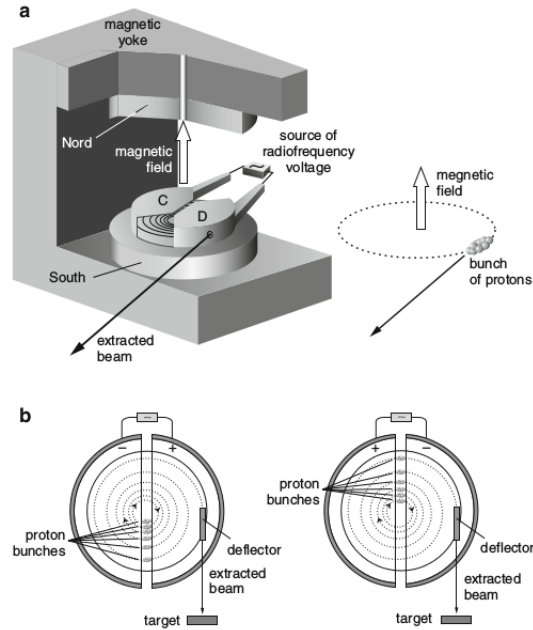 a
magnetic
yoke
Nord
magnetic
field
source of
radiofrequency
voltage
C
D
South
extracted
beam
megnetic
field
bunch
of protons
b
~
− +
proton
bunches
deflector
extracted
beam
target
~
+ −
proton
bunches
deflector
extracted
beam
target